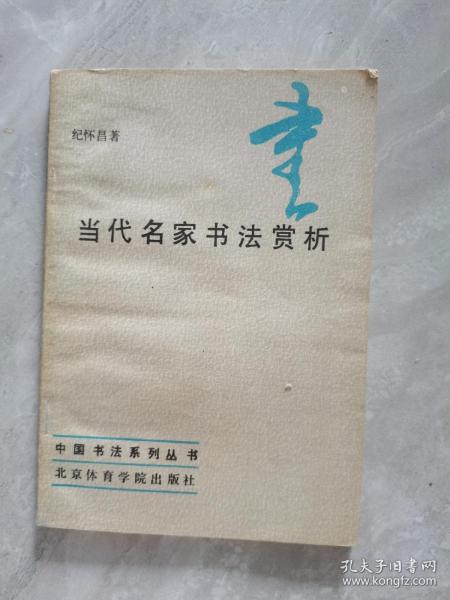 纪怀昌著
書
当代名家书法赏析
中国书法系列丛书
北京体育学院出版社
孔夫子旧书网
www.kongfz.com